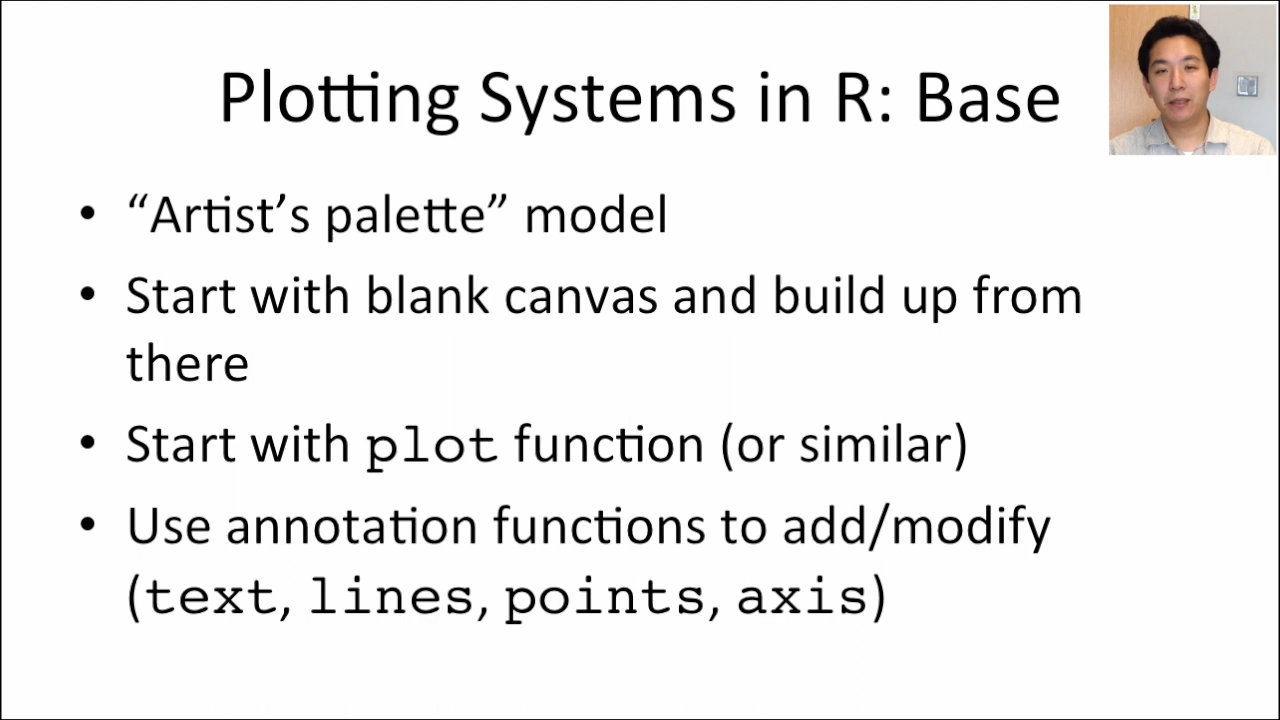 Plotting Systems in R: Base
• “Artist’s palette” model
• Start with blank canvas and build up from
there
• Start with plot function (or similar)
• Use annotation functions to add/modify
(text, lines, points, axis)